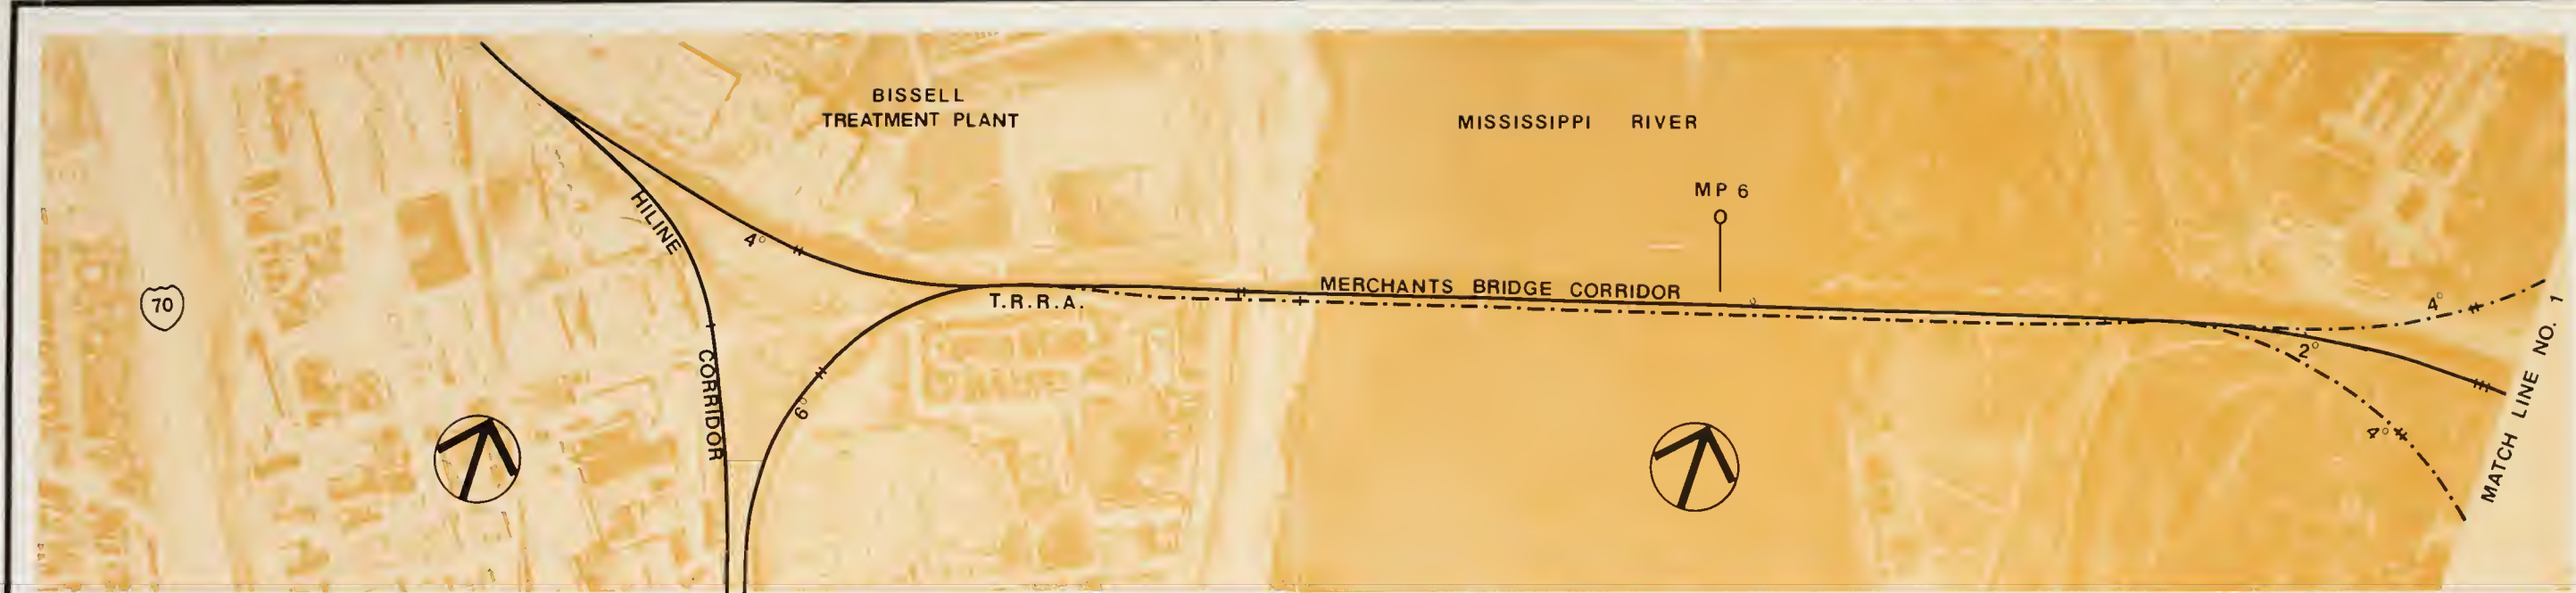 BISSELL
TREATMENT PLANT
MISSISSIPPI RIVER
MP 6
HILINE
CORRIDOR
4°
70
T.R.R.A.
MERCHANTS BRIDGE CORRIDOR
6°
4°
2°
4°
MATCH LINE NO. 1